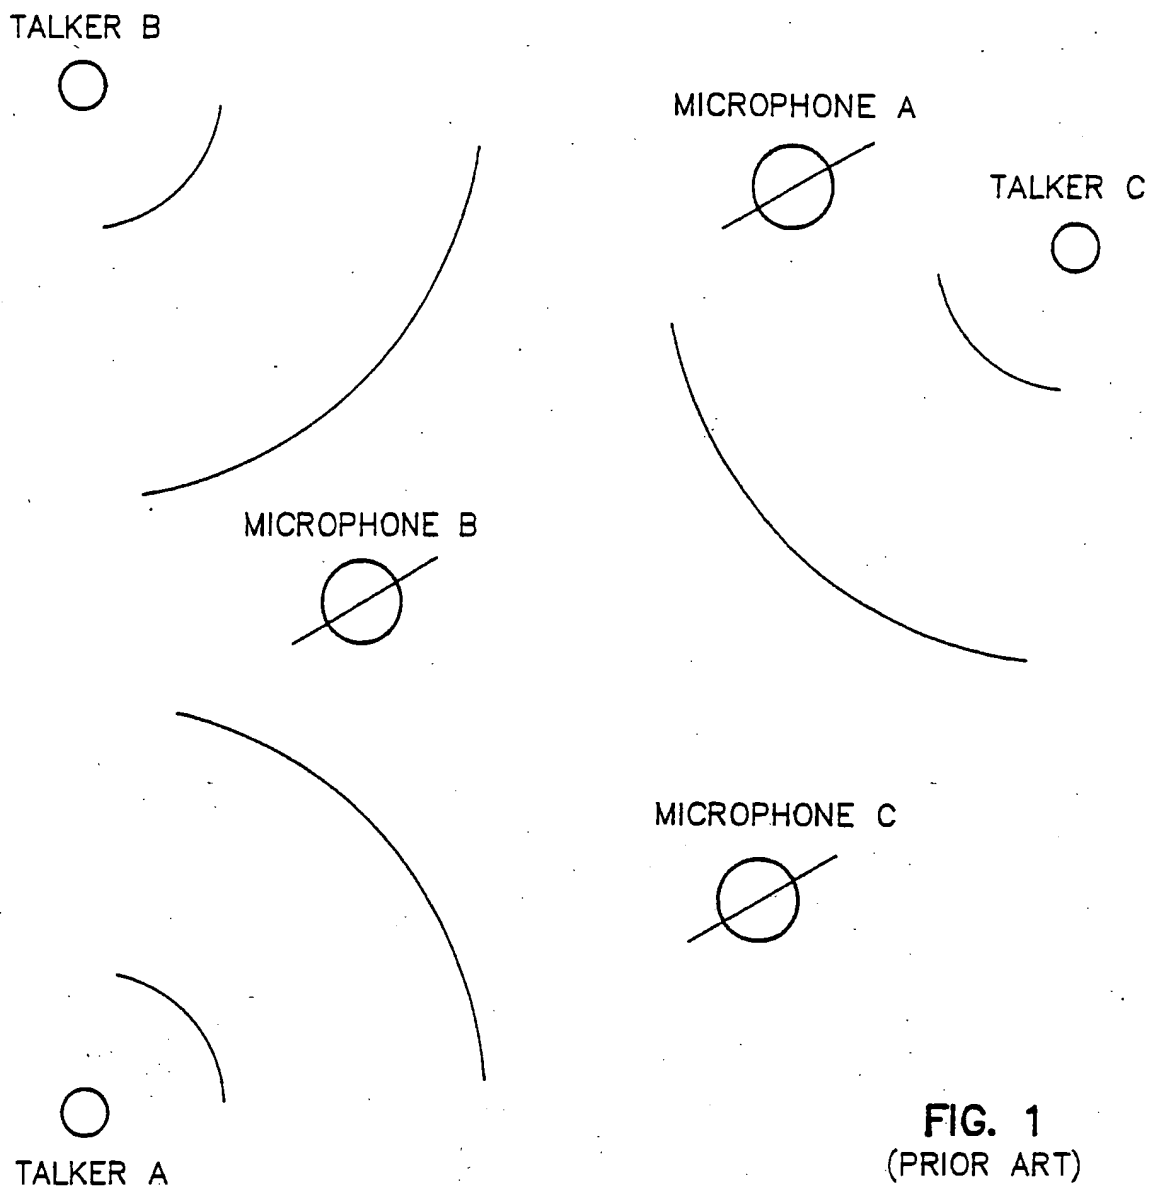 TALKER B
MICROPHONE A
TALKER C
MICROPHONE B
MICROPHONE C
FIG. 1
(PRIOR ART)
TALKER A